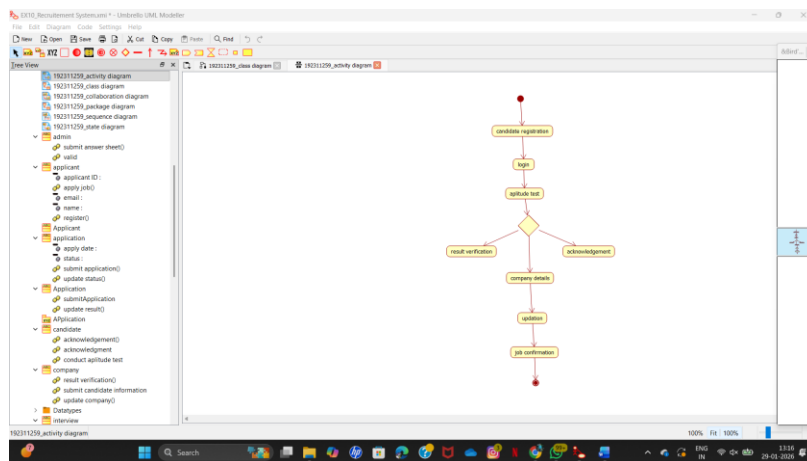 EX10_Recruitement System.xmi * - Umbrello UML Modeller
File Edit Diagram Code Settings Help
New Open Save Cut Copy Paste Find
XYZ
Tree View
192311259_class diagram 192311259_activity diagram
192311259_activity diagram
192311259_class diagram
192311259_collaboration diagram
192311259_package diagram
192311259_sequence diagram
192311259_state diagram
admin
submit answer sheet()
valid
applicant
applicant ID :
apply job()
email :
name :
register()
Applicant
application
apply date :
status :
submit application()
update status()
Application
submitApplication
update result()
APplication
candidate
acknowledgement()
acknowledgment
conduct aplitude test
company
result verification()
submit candidate information
update company()
Datatypes
interview
candidate registration
login
aplitude test
result verification
acknowledgement
company details
updation
job confirmation
192311259_activity diagram
100% Fit 100%
Search
ENG
IN
13:16
29-01-2026